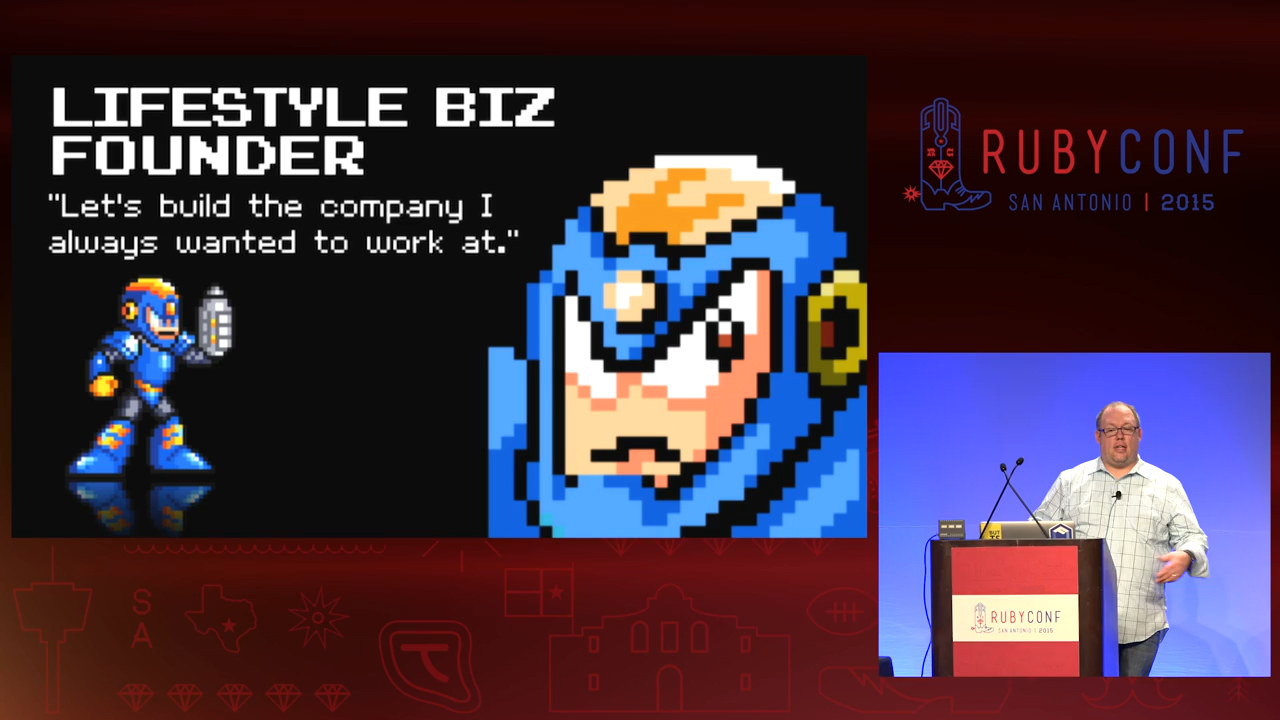 LIFESTYLE BIZ
FOUNDER
"Let's build the company I
always wanted to work at."
RUBYCONF
SAN ANTONIO | 2015
RUBYCONF
SAN ANTONIO | 2015
S
A